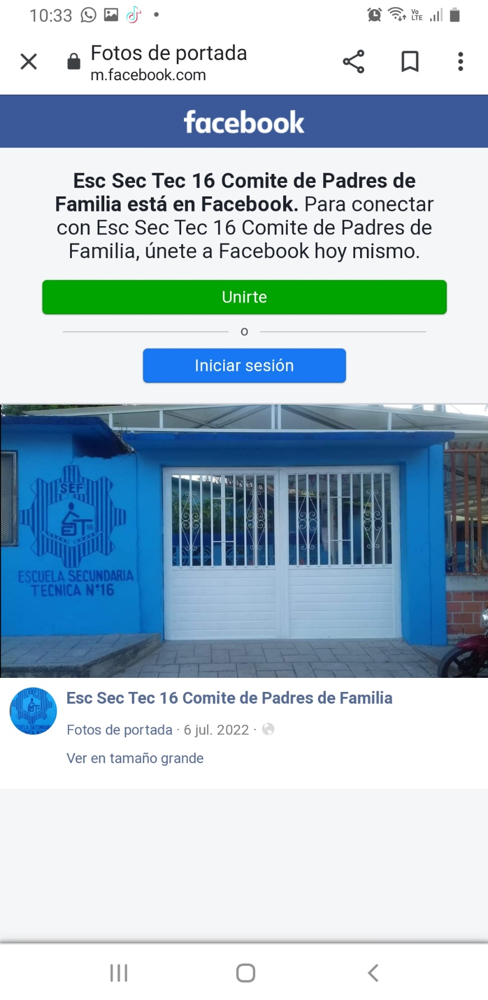 10:33
Vo
LTE
Fotos de portada
m.facebook.com
facebook
Esc Sec Tec 16 Comite de Padres de
Familia está en Facebook. Para conectar
con Esc Sec Tec 16 Comite de Padres de
Familia, únete a Facebook hoy mismo.
Unirte
o
Iniciar sesión
SEF
ET 16
ESCUELA SECUNDARIA
TECNICA N°16
Esc Sec Tec 16 Comite de Padres de Familia
Fotos de portada · 6 jul. 2022 ·
Ver en tamaño grande